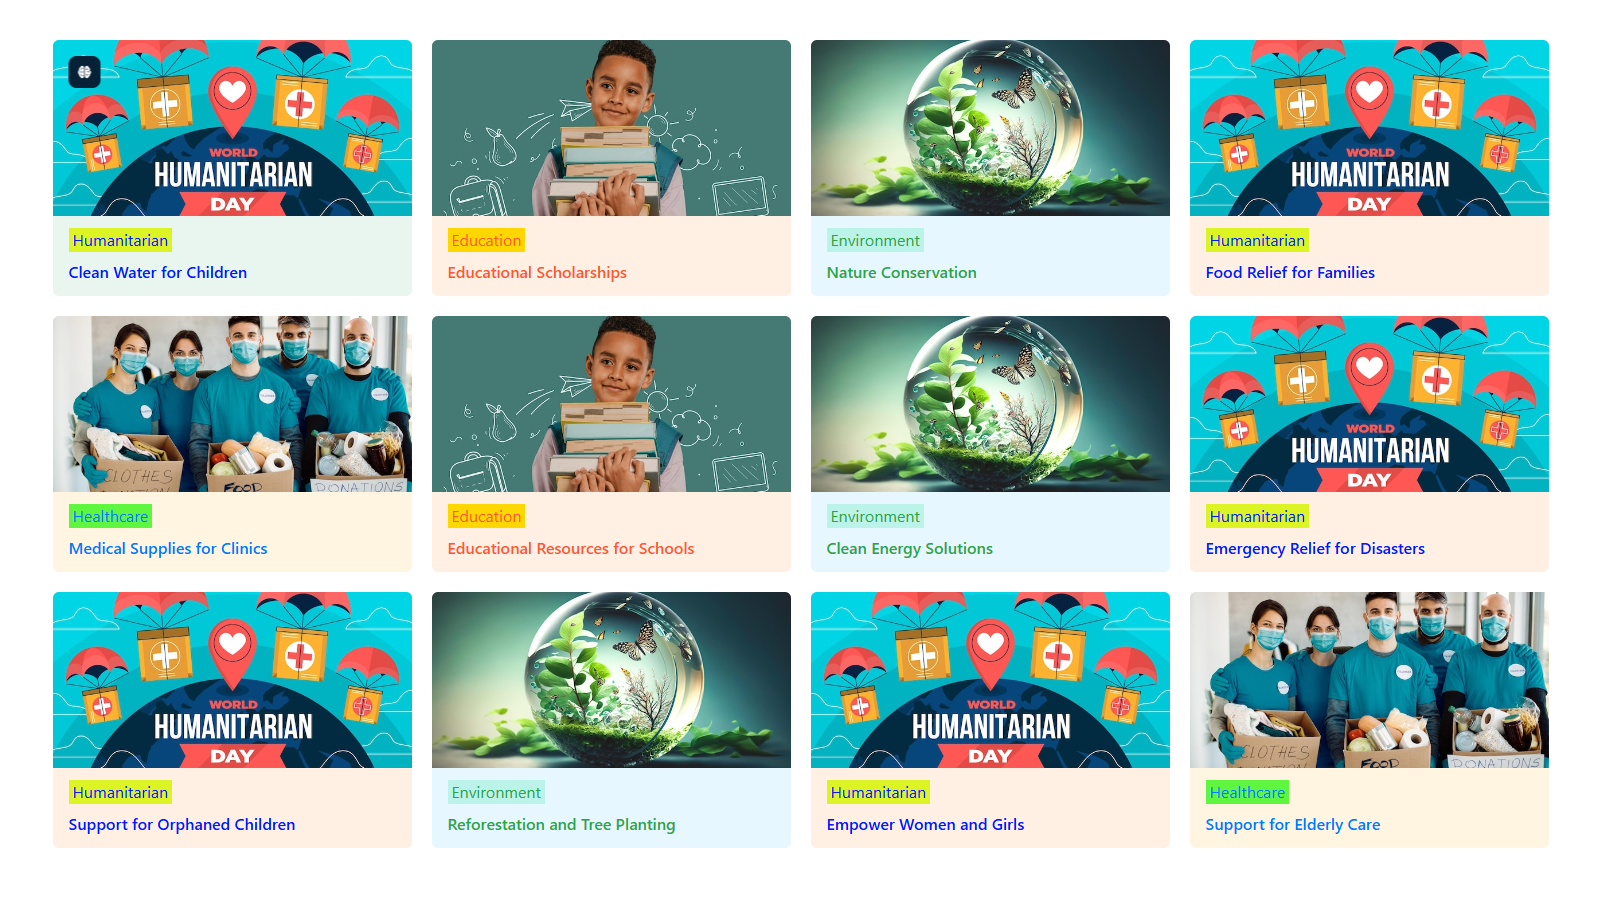 WORLD
HUMANITARIAN
DAY
Humanitarian
Clean Water for Children
Education
Educational Scholarships
Environment
Nature Conservation
WORLD
HUMANITARIAN
DAY
Humanitarian
Food Relief for Families
CLOTHES
DONATION
FOOD
DONATIONS
Healthcare
Medical Supplies for Clinics
Education
Educational Resources for Schools
Environment
Clean Energy Solutions
WORLD
HUMANITARIAN
DAY
Humanitarian
Emergency Relief for Disasters
WORLD
HUMANITARIAN
DAY
Humanitarian
Support for Orphaned Children
Environment
Reforestation and Tree Planting
WORLD
HUMANITARIAN
DAY
Humanitarian
Empower Women and Girls
CLOTHES
FOOD
DONATIONS
Healthcare
Support for Elderly Care